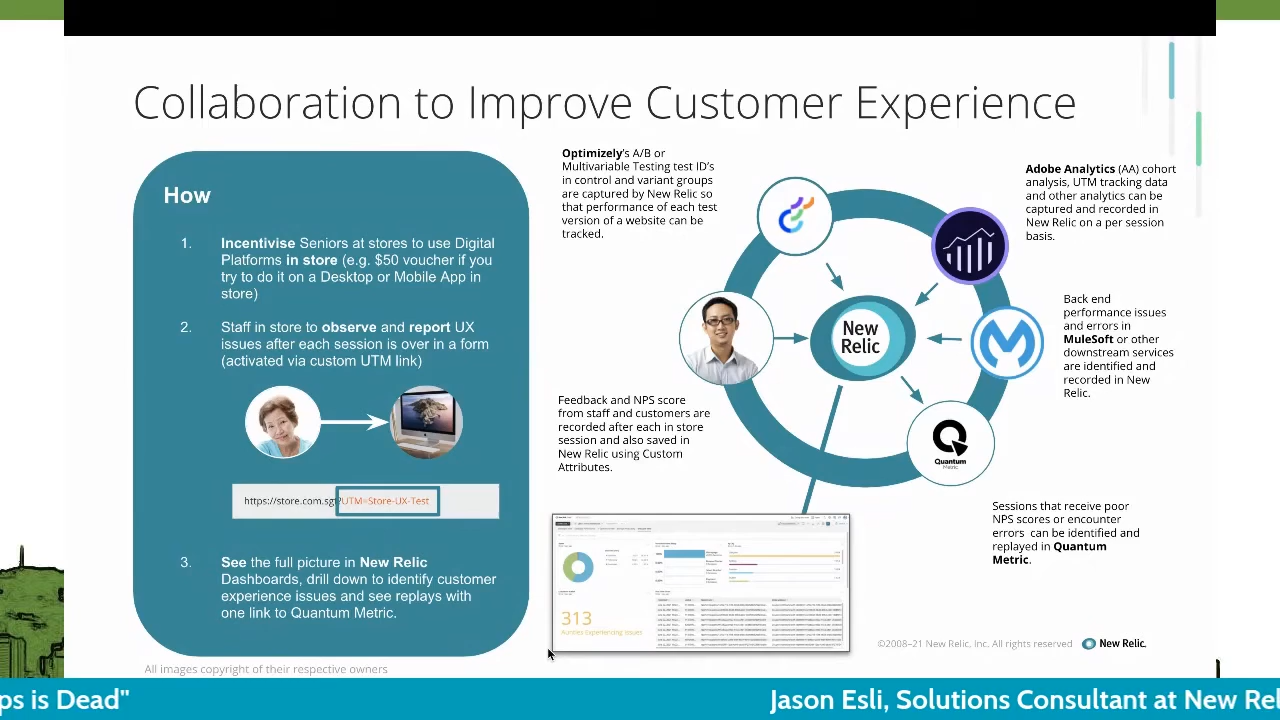 Collaboration to Improve Customer Experience
How
1. Incentivise Seniors at stores to use Digital
Platforms in store (e.g. $50 voucher if you
try to do it on a Desktop or Mobile App in
store)
2. Staff in store to observe and report UX
issues after each session is over in a form
(activated via custom UTM link)
https://store.com.sg?UTM=Store-UX-Test
3. See the full picture in New Relic
Dashboards, drill down to identify customer
experience issues and see replays with
one link to Quantum Metric.
All images copyright of their respective owners
Optimizely's A/B or
Multivariable Testing test ID's
in control and variant groups
are captured by New Relic so
that performance of each test
version of a website can be
tracked.
Adobe Analytics (AA) cohort
analysis, UTM tracking data
and other analytics can be
captured and recorded in
New Relic on a per session
basis.
New
Relic
Back end
performance issues
and errors in
MuleSoft or other
downstream services
are identified and
recorded in New
Relic.
Feedback and NPS score
from staff and customers are
recorded after each in store
session and also saved in
New Relic using Custom
Attributes.
Quantum
Metric
Sessions that receive poor
NPS scores or encounter
errors can be identified and
replayed in Quantum
Metric.
313
Aunties Experiencing Issues
©2008–21 New Relic, Inc. All rights reserved
New Relic.
ps is Dead"
Jason Esli, Solutions Consultant at New Rel